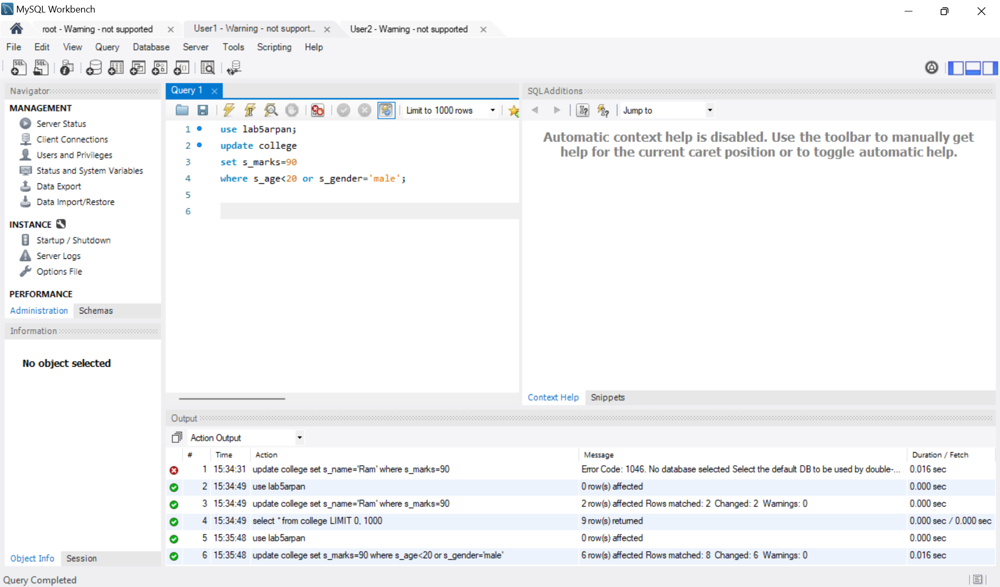 MySQL Workbench
root - Warning - not supported
User1 - Warning - not support...
User2 - Warning - not supported
File Edit View Query Database Server Tools Scripting Help
Navigator
MANAGEMENT
Server Status
Client Connections
Users and Privileges
Status and System Variables
Data Export
Data Import/Restore
INSTANCE
Startup / Shutdown
Server Logs
Options File
PERFORMANCE
Administration Schemas
Information
No object selected
Object Info Session
Query 1
Limit to 1000 rows
1 use lab5arpan;
2 update college
3 set s_marks=90
4 where s_age<20 or s_gender='male';
5
6
SQLAdditions
Jump to
Automatic context help is disabled. Use the toolbar to manually get
help for the current caret position or to toggle automatic help.
Context Help Snippets
Output
Action Output
# Time Action Message Duration / Fetch
1 15:34:31 update college set s_name='Ram' where s_marks=90 Error Code: 1046. No database selected Select the default DB to be used by double-... 0.016 sec
2 15:34:49 use lab5arpan 0 row(s) affected 0.000 sec
3 15:34:49 update college set s_name='Ram' where s_marks=90 2 row(s) affected Rows matched: 2 Changed: 2 Warnings: 0 0.000 sec
4 15:34:49 select * from college LIMIT 0, 1000 9 row(s) returned 0.000 sec / 0.000 sec
5 15:35:48 use lab5arpan 0 row(s) affected 0.000 sec
6 15:35:48 update college set s_marks=90 where s_age<20 or s_gender='male' 6 row(s) affected Rows matched: 8 Changed: 6 Warnings: 0 0.016 sec
Query Completed